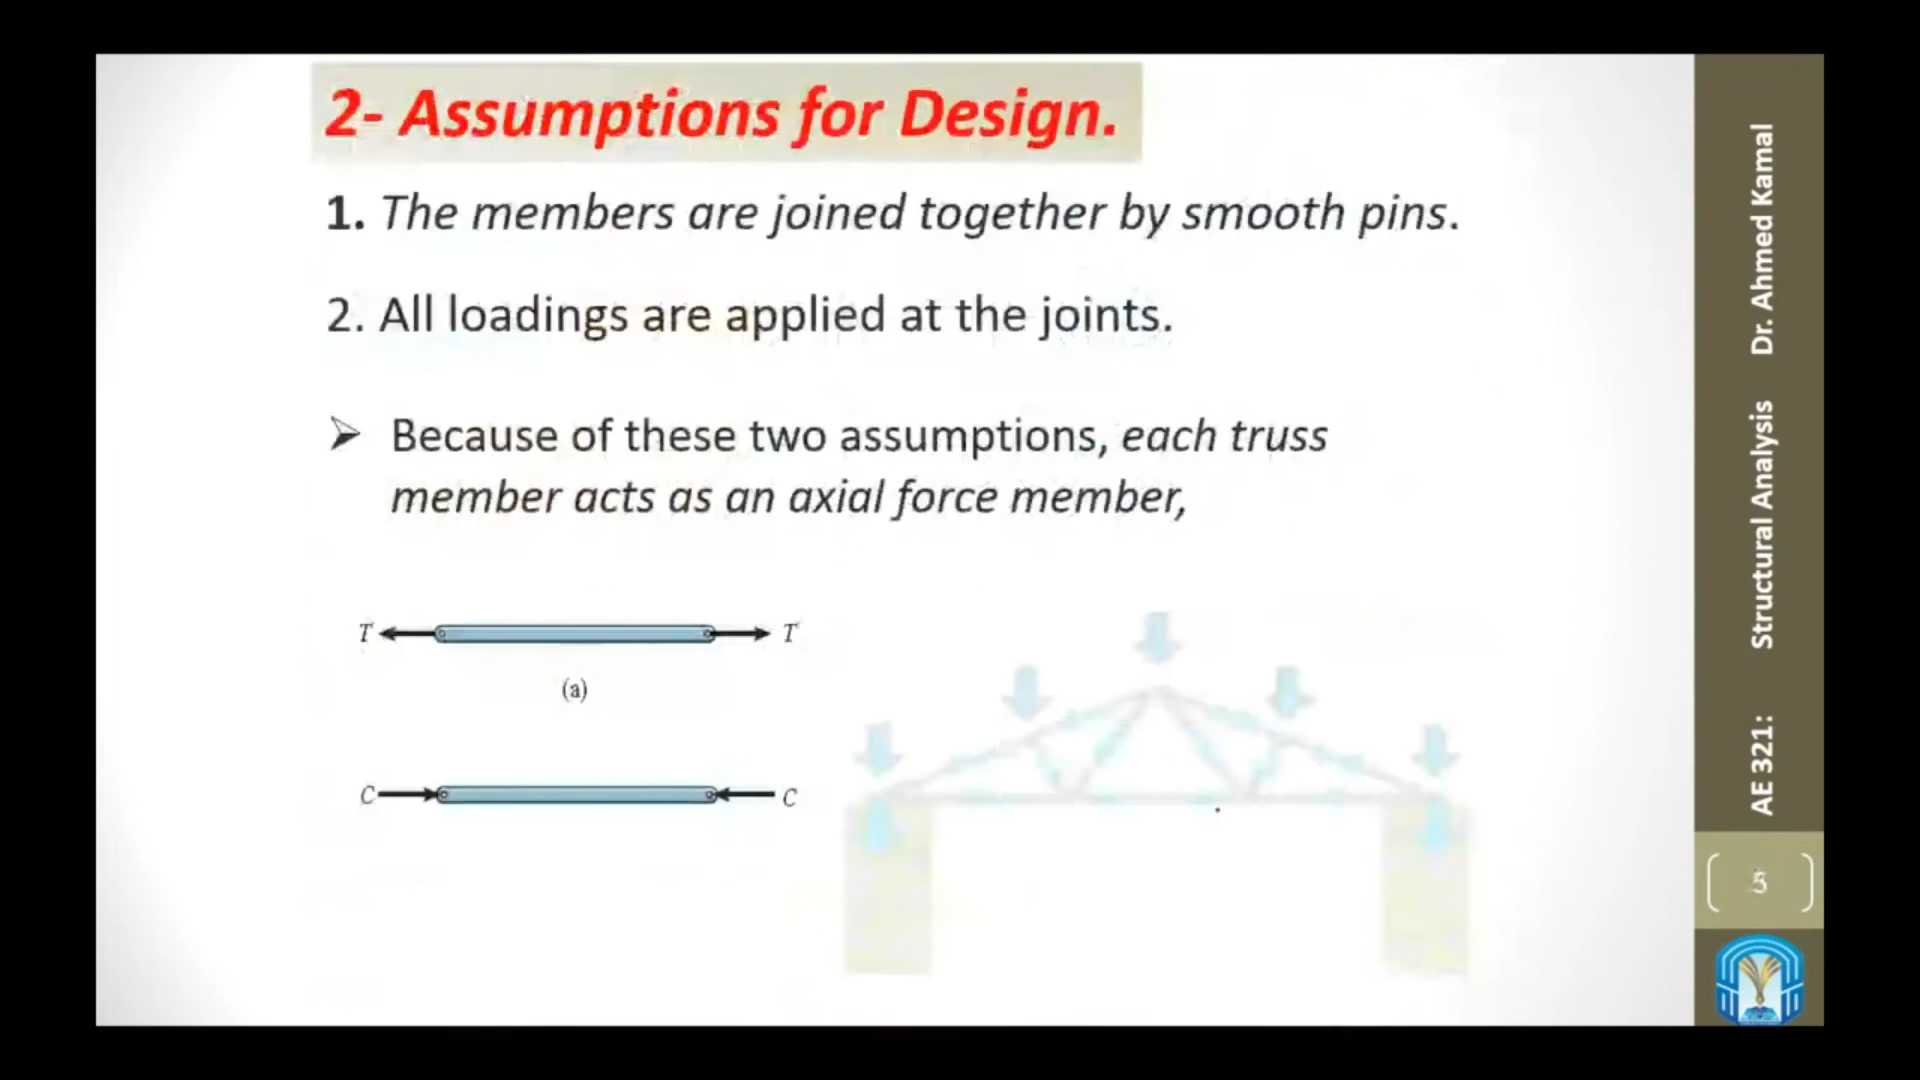 2- Assumptions for Design.
1. The members are joined together by smooth pins.
2. All loadings are applied at the joints.
➢ Because of these two assumptions, each truss
member acts as an axial force member,
T T
(a)
C C
AE 321: Structural Analysis Dr. Ahmed Kamal
5